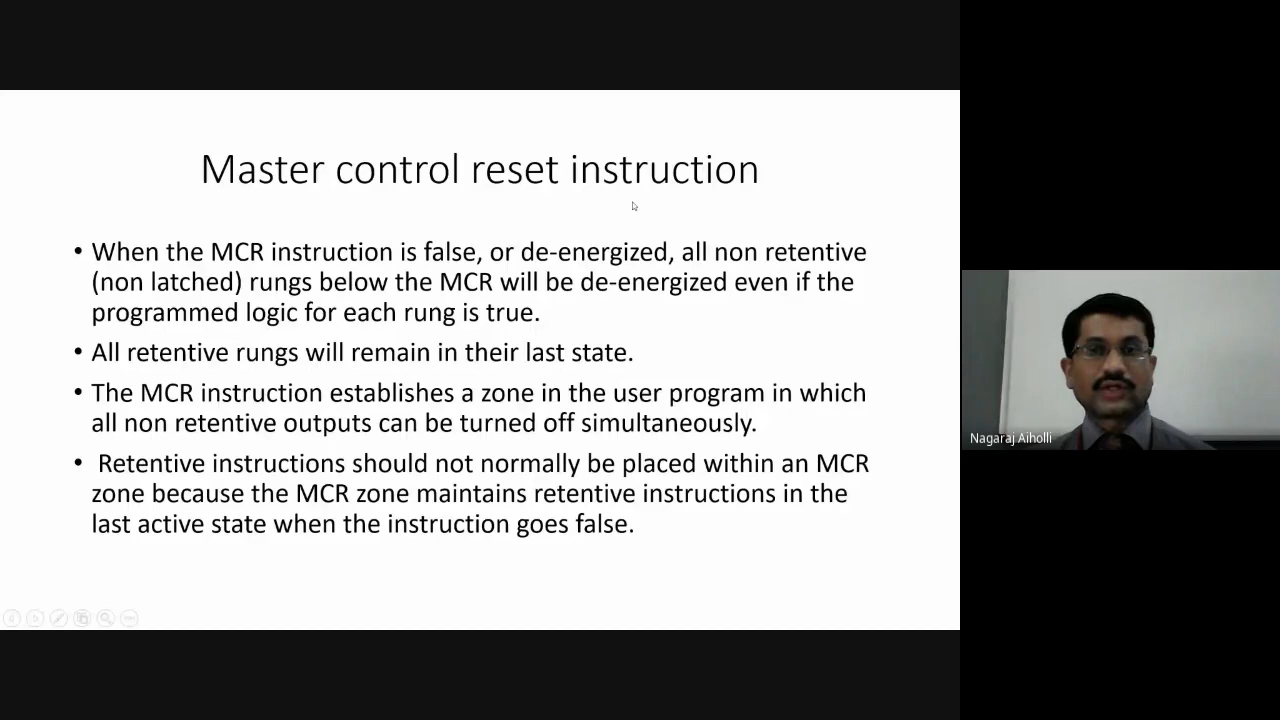 Master control reset instruction
• When the MCR instruction is false, or de-energized, all non retentive
(non latched) rungs below the MCR will be de-energized even if the
programmed logic for each rung is true.
• All retentive rungs will remain in their last state.
• The MCR instruction establishes a zone in the user program in which
all non retentive outputs can be turned off simultaneously.
• Retentive instructions should not normally be placed within an MCR
zone because the MCR zone maintains retentive instructions in the
last active state when the instruction goes false.
Nagaraj Aiholli